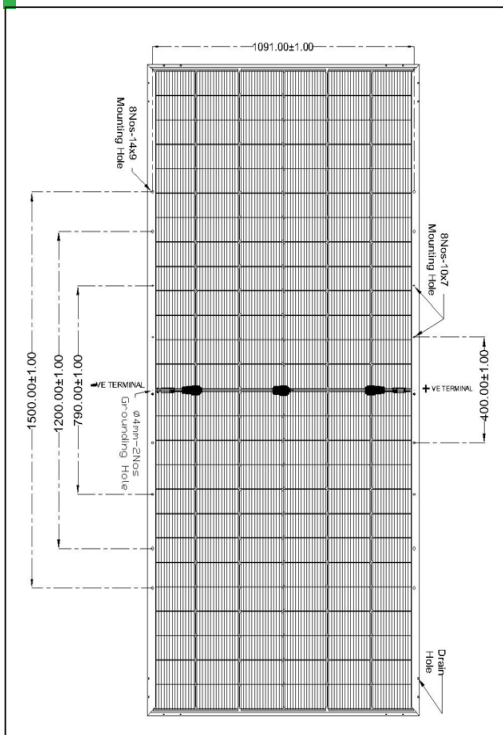 1091.00±1.00
8Nos-14x9
Mounting Hole
8Nos-10x7
Mounting Hole
1500.00±1.00
1200.00±1.00
790.00±1.00
400.00±1.00
-VE TERMINAL
+ VE TERMINAL
Ø4mm-2Nos
Grounding Hole
Drain
Hole